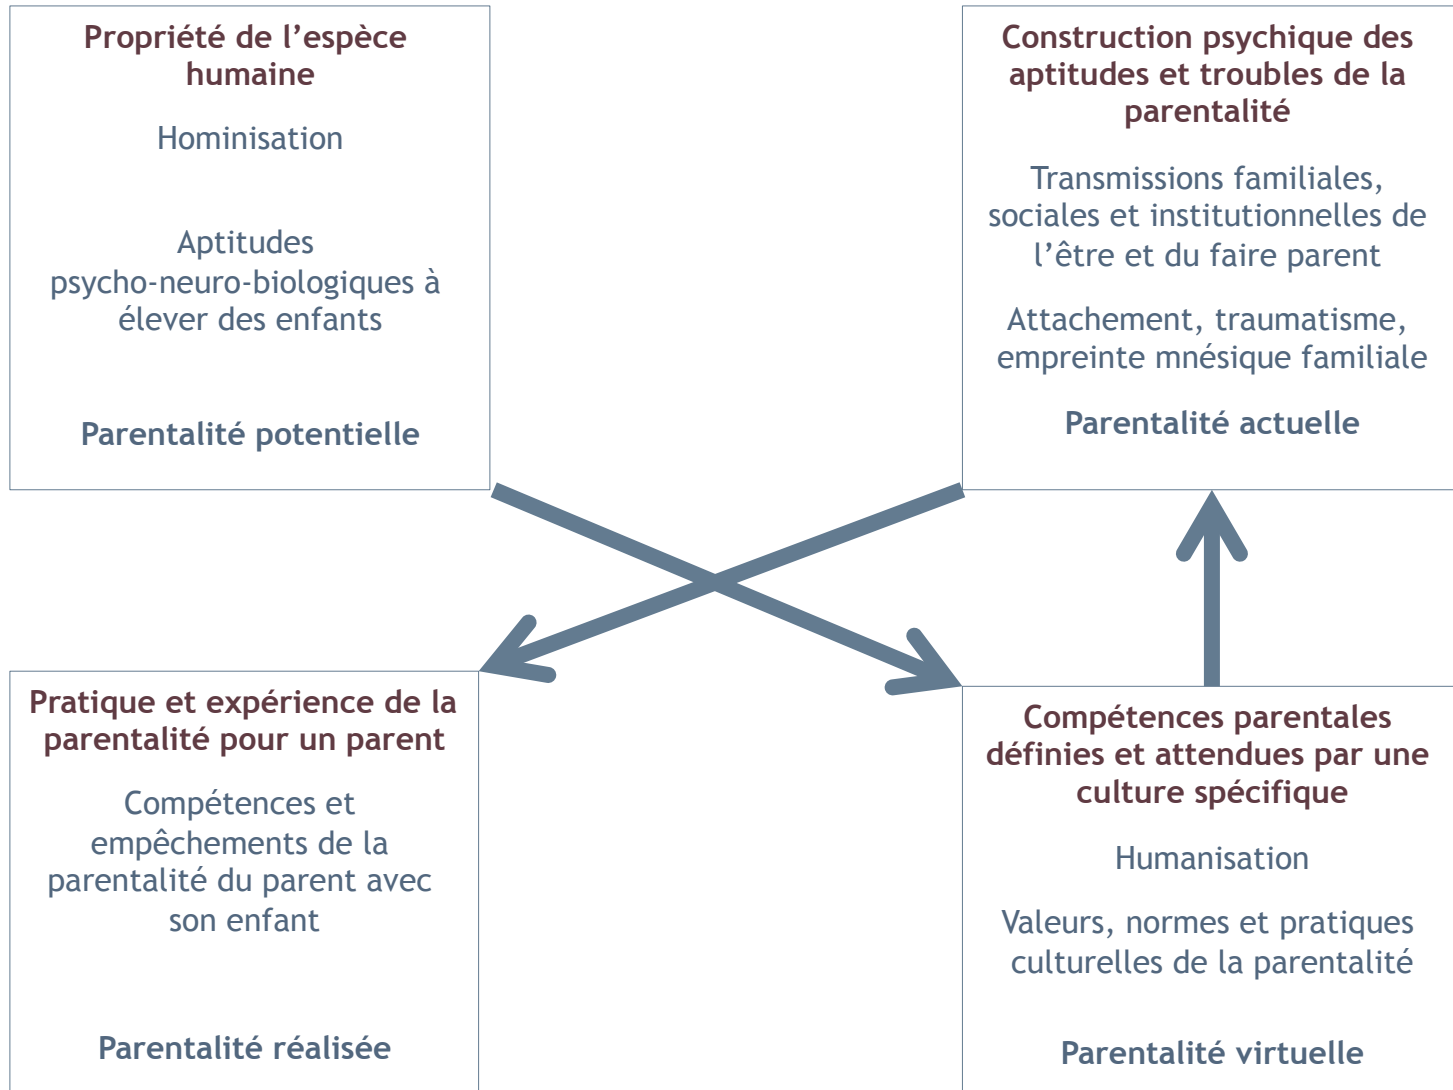 Propriété de l’espèce
humaine
Hominisation
Aptitudes
psycho-neuro-biologiques à
élever des enfants
Parentalité potentielle
Construction psychique des
aptitudes et troubles de la
parentalité
Transmissions familiales,
sociales et institutionnelles de
l’être et du faire parent
Attachement, traumatisme,
empreinte mnésique familiale
Parentalité actuelle
Pratique et expérience de la
parentalité pour un parent
Compétences et
empêchements de la
parentalité du parent avec
son enfant
Parentalité réalisée
Compétences parentales
définies et attendues par une
culture spécifique
Humanisation
Valeurs, normes et pratiques
culturelles de la parentalité
Parentalité virtuelle